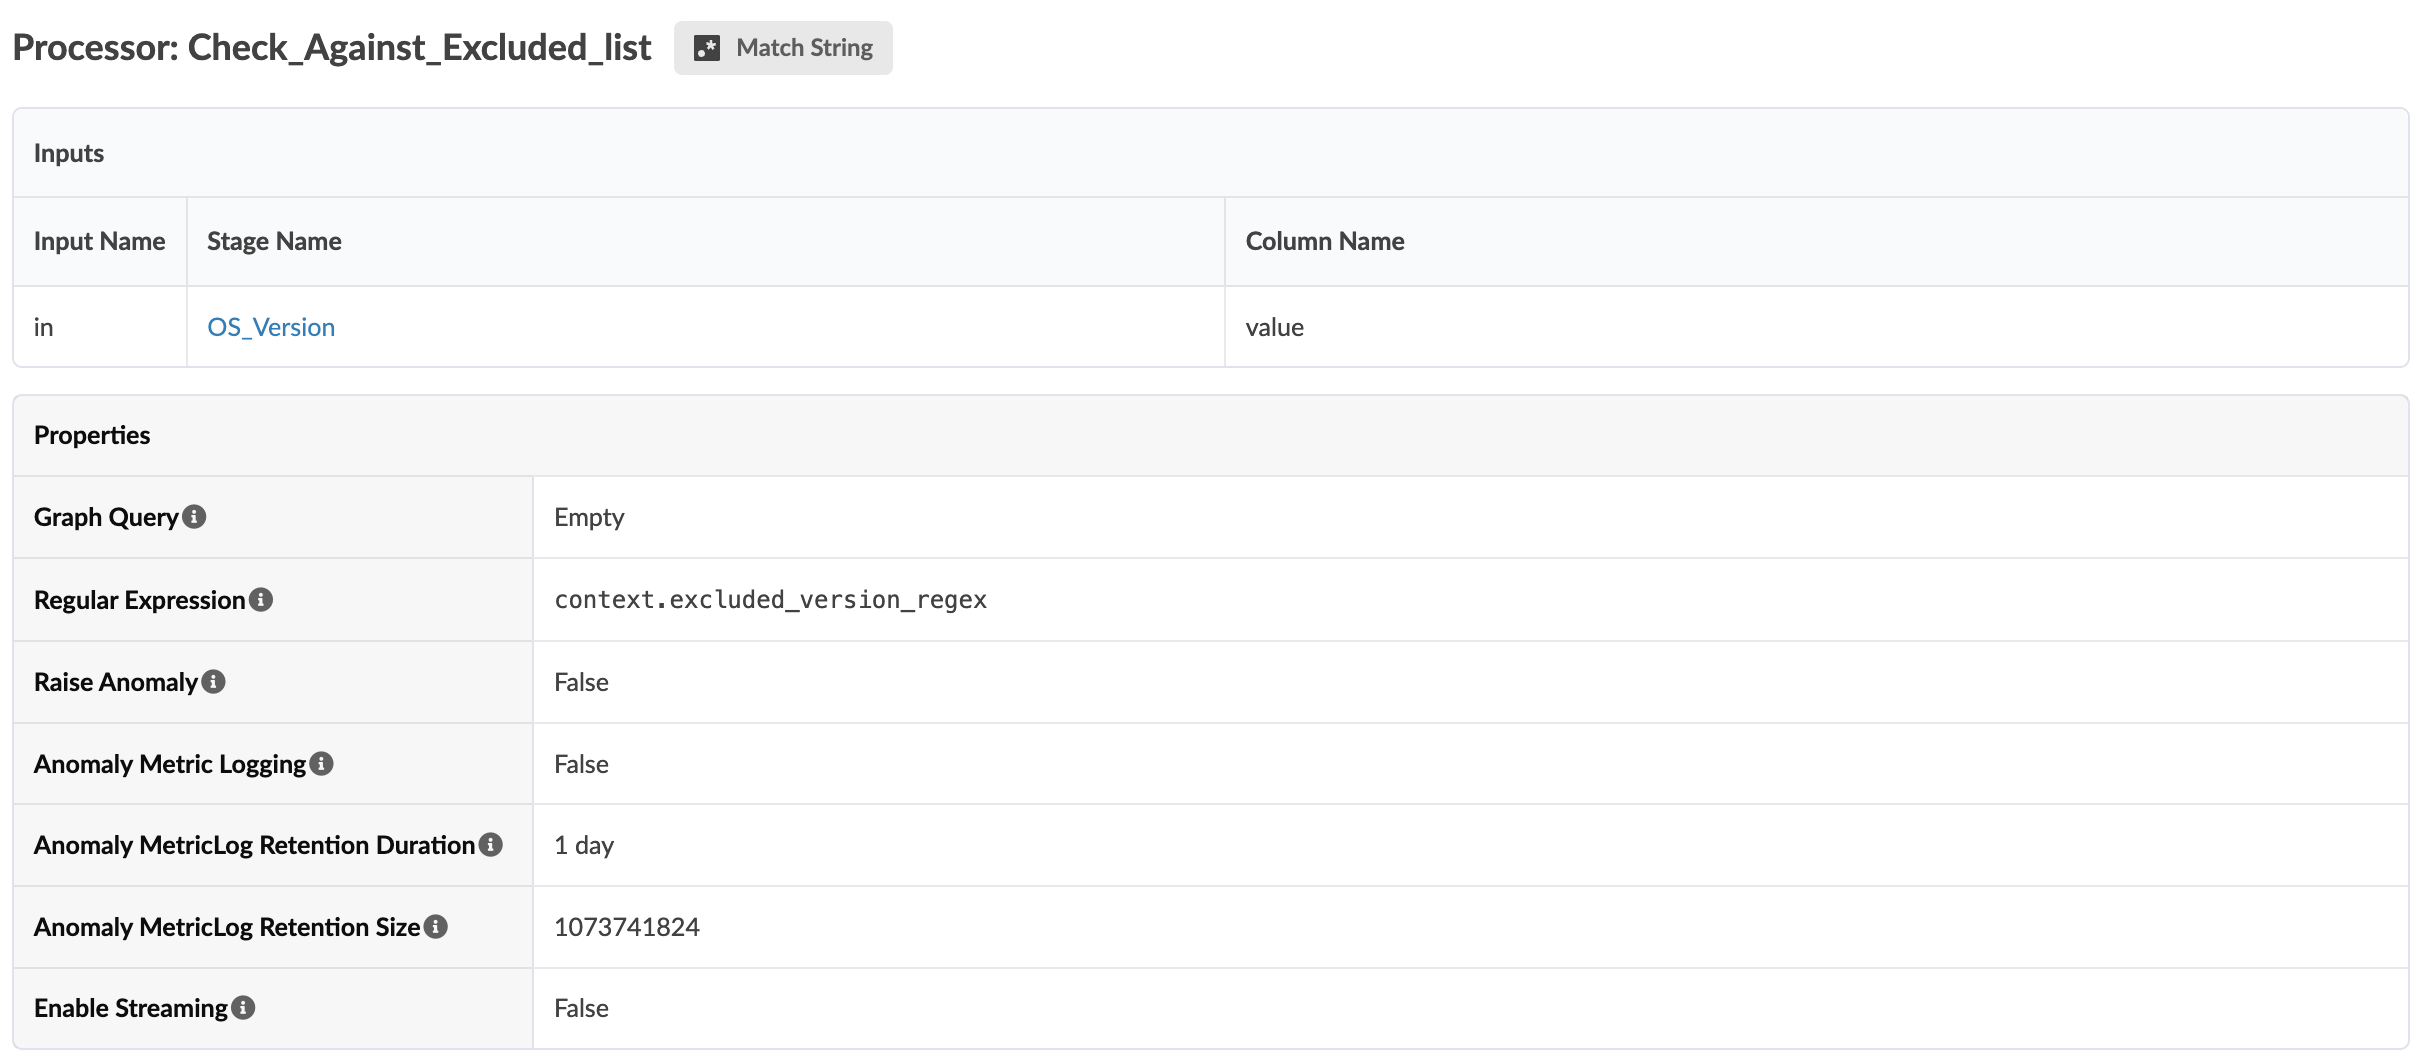 Processor: Check_Against_Excluded_list Match String
Inputs
Input Name Stage Name Column Name
in OS_Version value
Properties
Graph Query Empty
Regular Expression context.excluded_version_regex
Raise Anomaly False
Anomaly Metric Logging False
Anomaly MetricLog Retention Duration 1 day
Anomaly MetricLog Retention Size 1073741824
Enable Streaming False